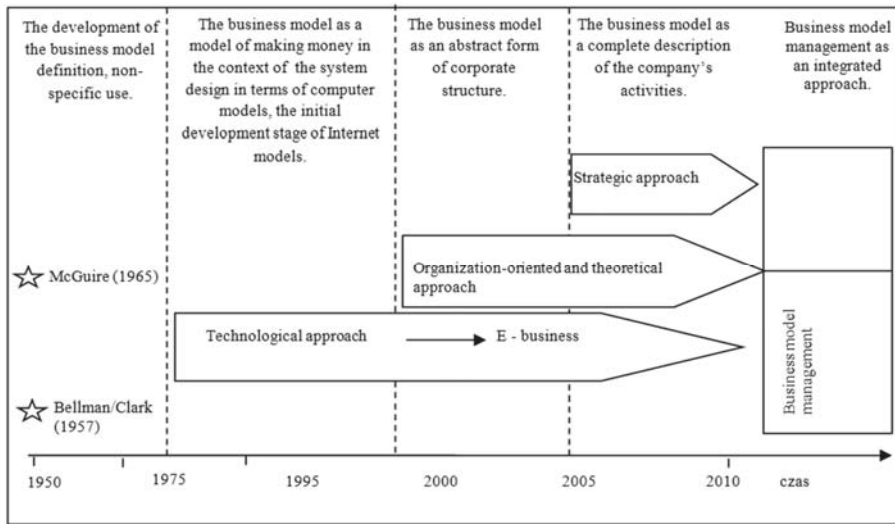 The development of
the business model
definition, non-
specific use.
The business model as a
model of making money in
the context of the system
design in terms of computer
models, the initial
development stage of Internet
models.
The business model
as an abstract form
of corporate
structure.
The business model as
a complete description
of the company's
activities.
Business model
management as
an integrated
approach.
Strategic approach
McGuire (1965)
Organization-oriented and theoretical
approach
Technological approach
E - business
Business model
management
Bellman/Clark
(1957)
1950
1975
1995
2000
2005
2010
czas